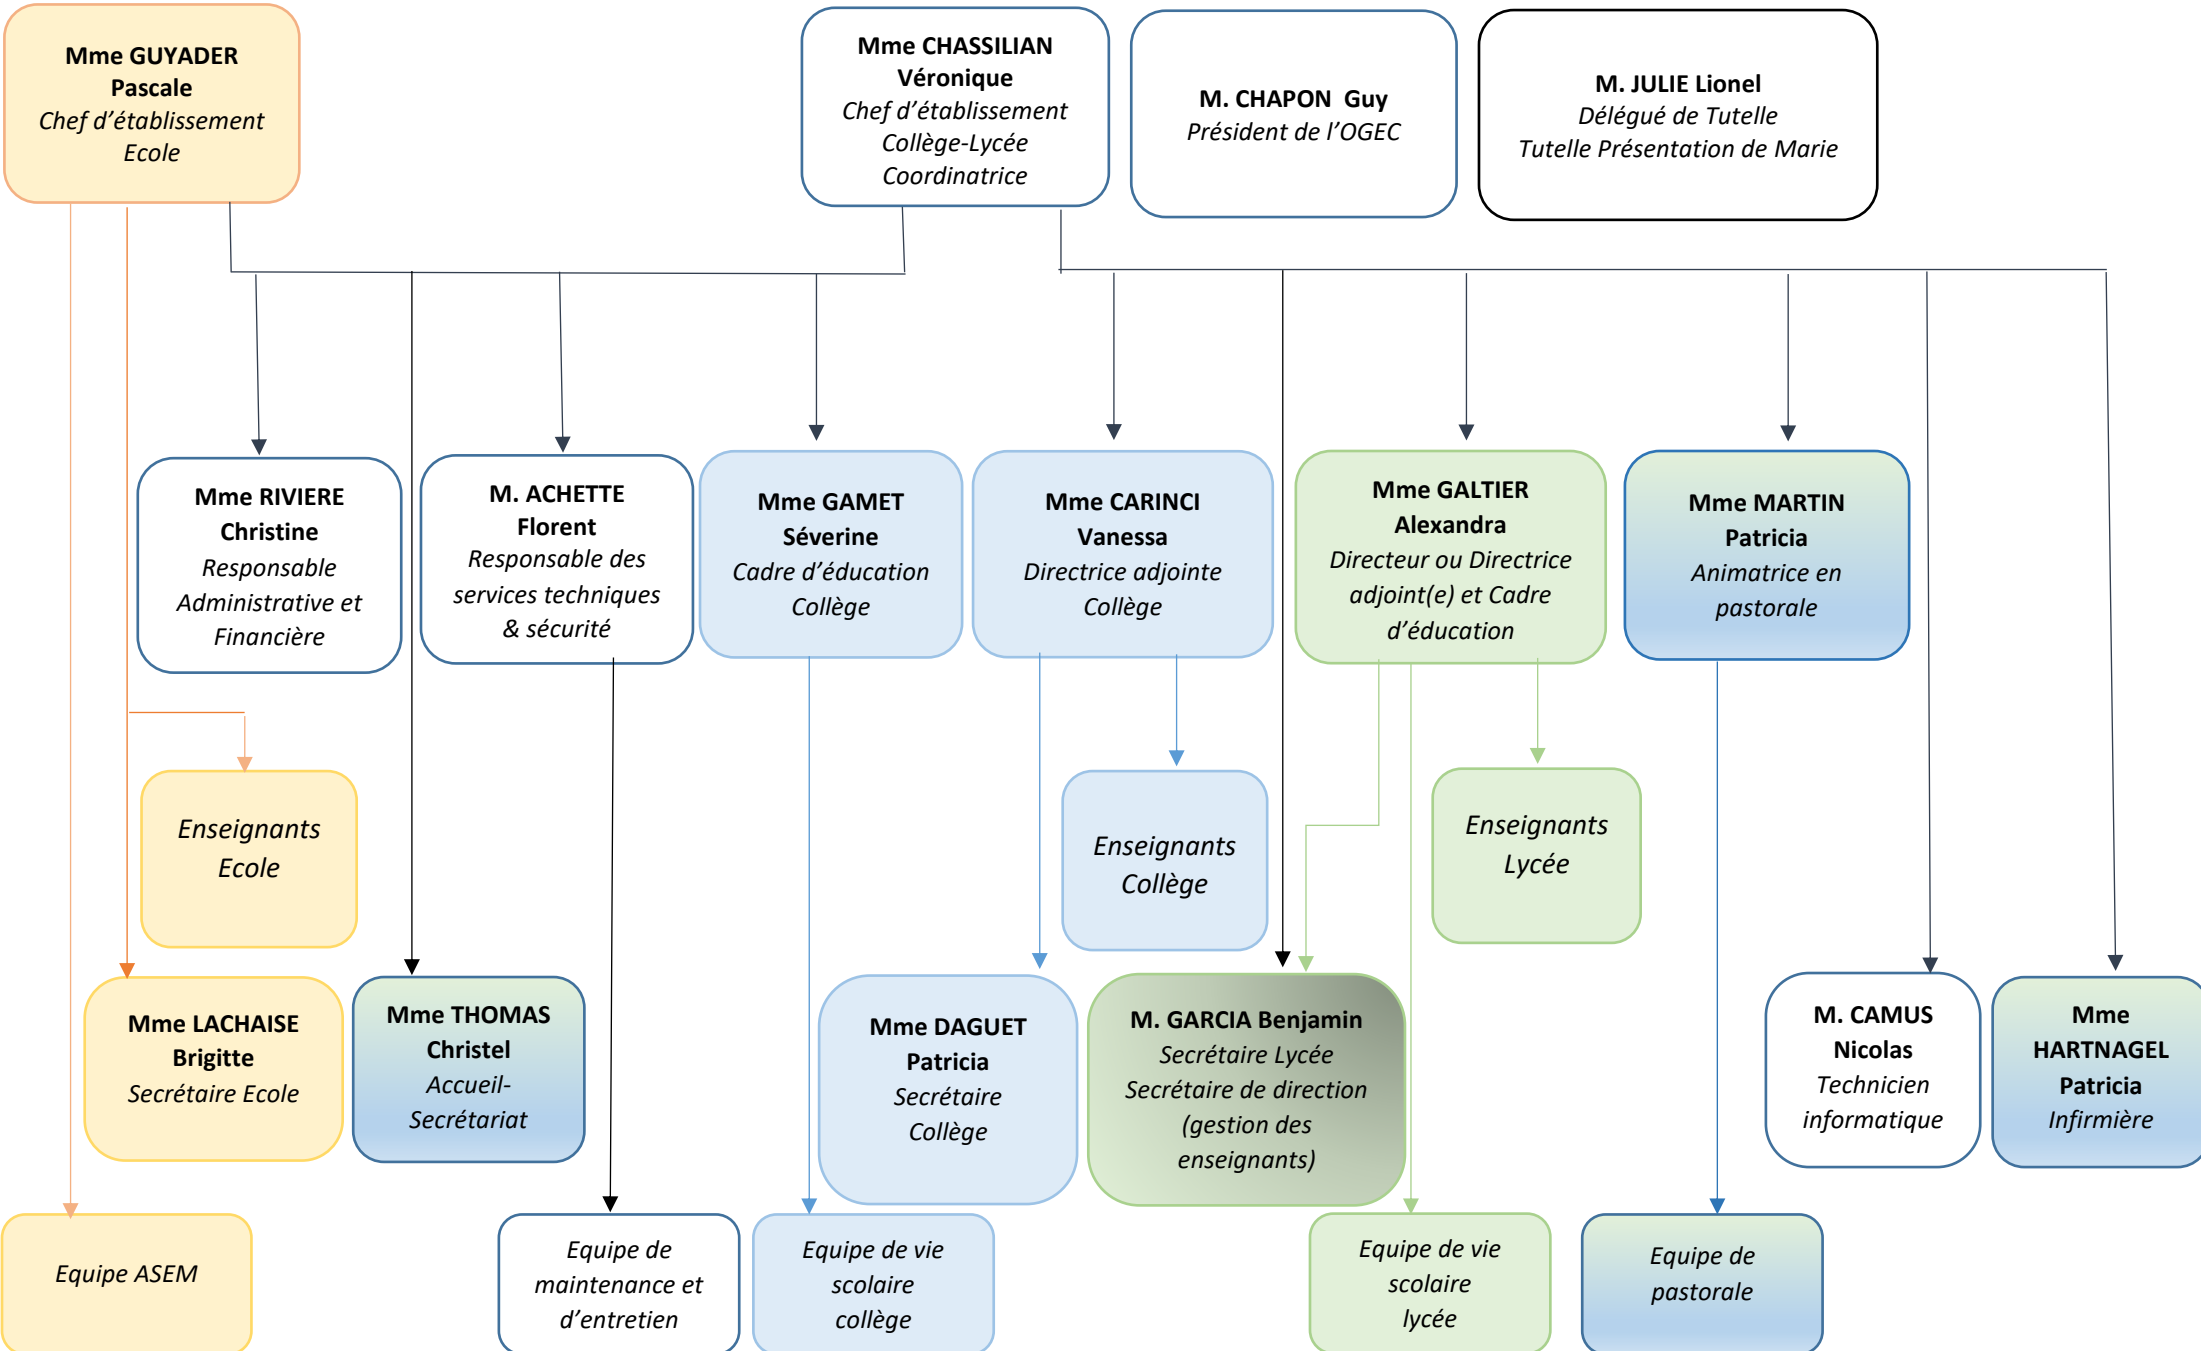 Mme GUYADER
Pascale
Chef d’établissement
Ecole
Mme CHASSILIAN
Véronique
Chef d’établissement
Collège-Lycée
Coordinatrice
M. CHAPON  Guy
Président de l’OGEC
M. JULIE Lionel
Délégué de Tutelle
Tutelle Présentation de Marie
Mme RIVIERE
Christine
Responsable
Administrative et
Financière
M. ACHETTE
Florent
Responsable des
services techniques
& sécurité
Mme GAMET
Séverine
Cadre d’éducation
Collège
Mme CARINCI
Vanessa
Directrice adjointe
Collège
Mme GALTIER
Alexandra
Directeur ou Directrice
adjoint(e) et Cadre
d’éducation
Mme MARTIN
Patricia
Animatrice en
pastorale
Enseignants
Ecole
Enseignants
Collège
Enseignants
Lycée
Mme LACHAISE
Brigitte
Secrétaire Ecole
Mme THOMAS
Christel
Accueil-
Secrétariat
Mme DAGUET
Patricia
Secrétaire
Collège
M. GARCIA Benjamin
Secrétaire Lycée
Secrétaire de direction
(gestion des
enseignants)
M. CAMUS
Nicolas
Technicien
informatique
Mme
HARTNAGEL
Patricia
Infirmière
Equipe ASEM
Equipe de
maintenance et
d’entretien
Equipe de vie
scolaire
collège
Equipe de vie
scolaire
lycée
Equipe de
pastorale